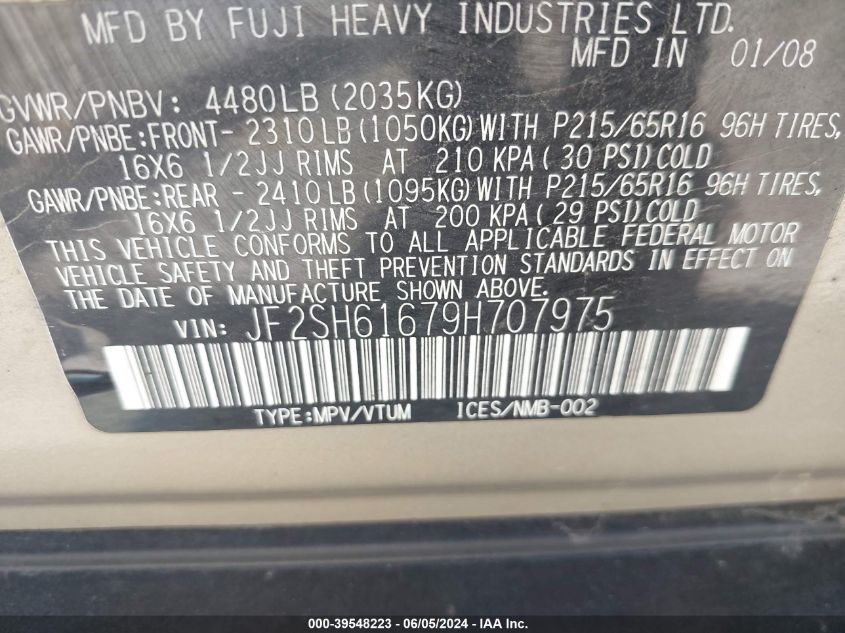 MFD BY FUJI HEAVY INDUSTRIES LTD.
MFD IN 01/08
GVWR/PNBV: 4480LB (2035KG)
GAWR/PNBE:FRONT- 2310LB(1050KG)WITH P215/65R16 96H TIRES,
16X6 1/2JJ RIMS AT 210 KPA( 30 PSI)COLD
GAWR/PNBE:REAR - 2410LB(1095KG)WITH P215/65R16 96H TIRES,
16X6 1/2JJ RIMS AT 200 KPA (29 PSI)COLD
THIS VEHICLE CONFORMS TO ALL APPLICABLE FEDERAL MOTOR
VEHICLE SAFETY AND THEFT PREVENTION STANDARDS IN EFFECT ON
THE DATE OF MANUFACTURE SHOWN ABOVE.
VIN: JF2SH61679H707975
TYPE:MPV/VTUM ICES/NMB-002
000-39548223 - 06/05/2024 - IAA Inc.